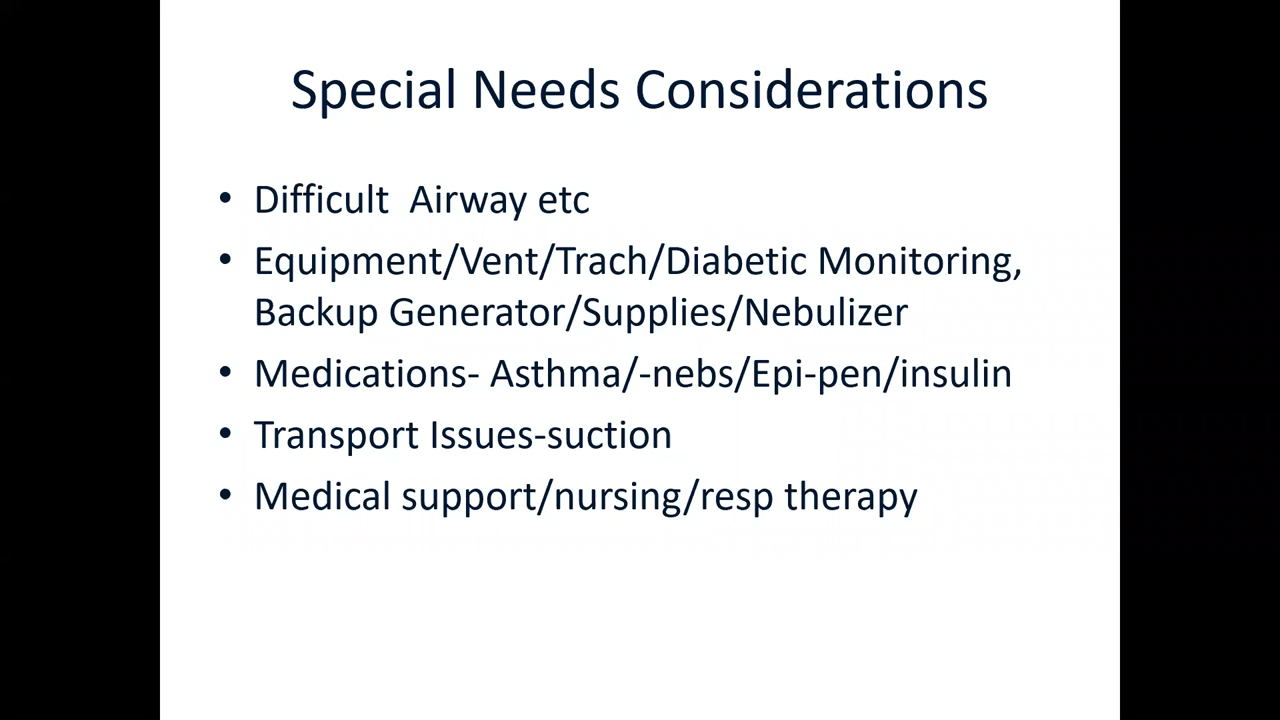 Special Needs Considerations
• Difficult  Airway etc
• Equipment/Vent/Trach/Diabetic Monitoring,
Backup Generator/Supplies/Nebulizer
• Medications- Asthma/-nebs/Epi-pen/insulin
• Transport Issues-suction
• Medical support/nursing/resp therapy